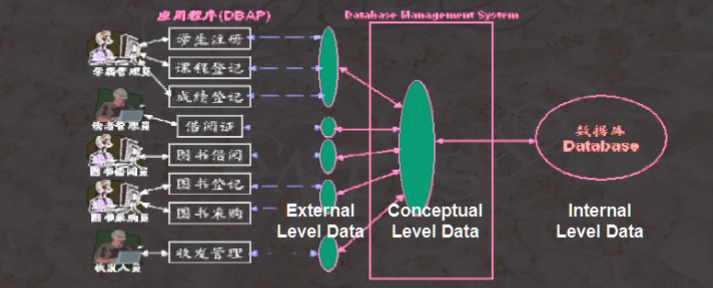 应用程序(DBAP)
Database Management System
学生注册
课程登记
学籍管理员
成绩登记
借阅证
读者管理员
图书借阅
图书借阅员
图书登记
图书采购
图书采购员
收发管理
收发人员
数据库
Database
External
Level Data
Conceptual
Level Data
Internal
Level Data